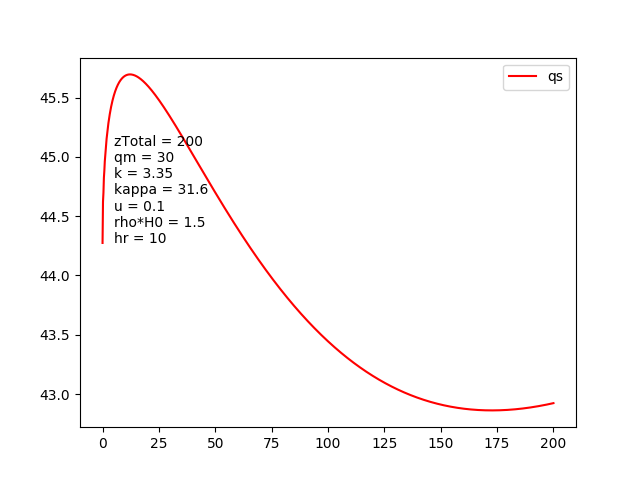 qs
45.5
45.0
44.5
44.0
43.5
43.0
zTotal = 200
qm = 30
k = 3.35
kappa = 31.6
u = 0.1
rho*H0 = 1.5
hr = 10
0 25 50 75 100 125 150 175 200